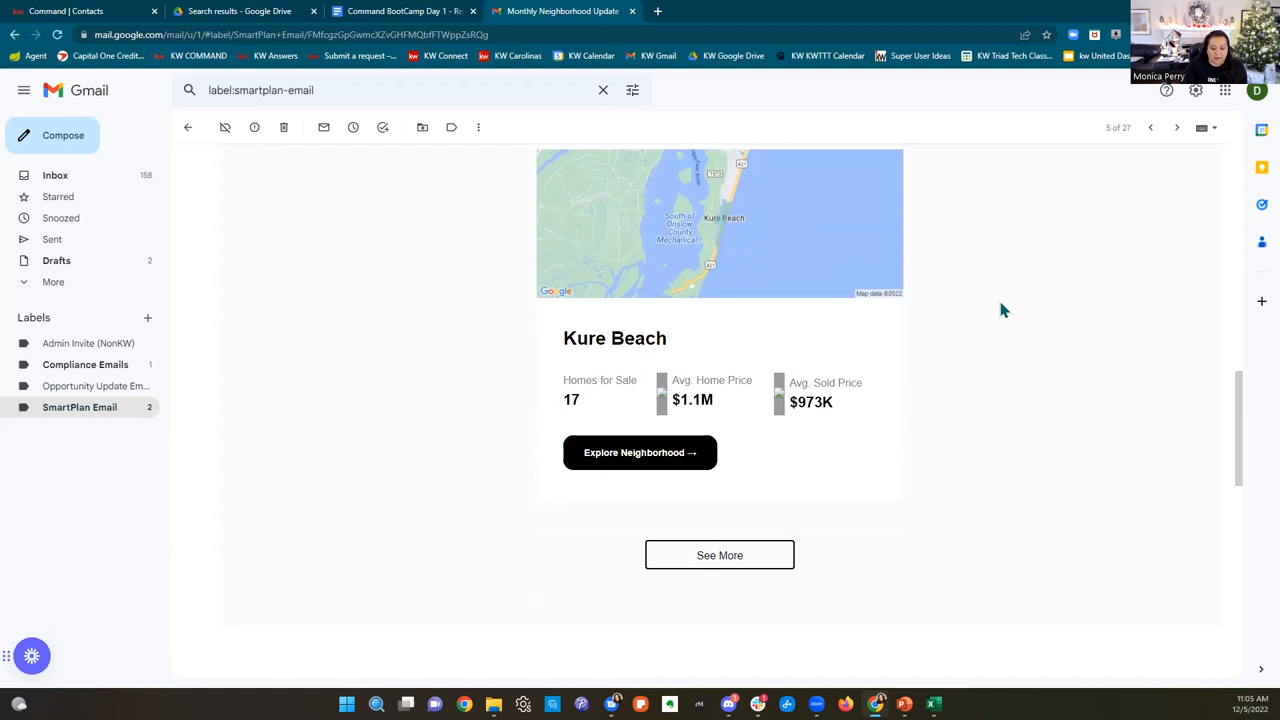 Command | Contacts
Search results - Google Drive
Command BootCamp Day 1 - Re
Monthly Neighborhood Update
mail.google.com/mail/u/1/#label/SmartPlan+Email/FMfcgzGpGwmcXZvGHFMQbfFTWppZsRQg
Agent
Capital One Credit...
KW COMMAND
KW Answers
Submit a request –...
KW Connect
KW Carolinas
KW Calendar
KW Gmail
KW Google Drive
KW KWTTT Calendar
Super User Ideas
KW Triad Tech Class...
kw United Das
Monica Perry
Gmail
label:smartplan-email
D
Compose
5 of 27
Inbox 158
Starred
Snoozed
Sent
Drafts 2
More
Labels
Admin Invite (NonKW)
Compliance Emails 1
Opportunity Update Em...
SmartPlan Email 2
421
1573
Kure Beach
South of
Onslow
County
Mechanical
421
Google
Map data ©2022
Kure Beach
Homes for Sale
17
Avg. Home Price
$1.1M
Avg. Sold Price
$973K
Explore Neighborhood →
See More
11:05 AM
12/5/2022